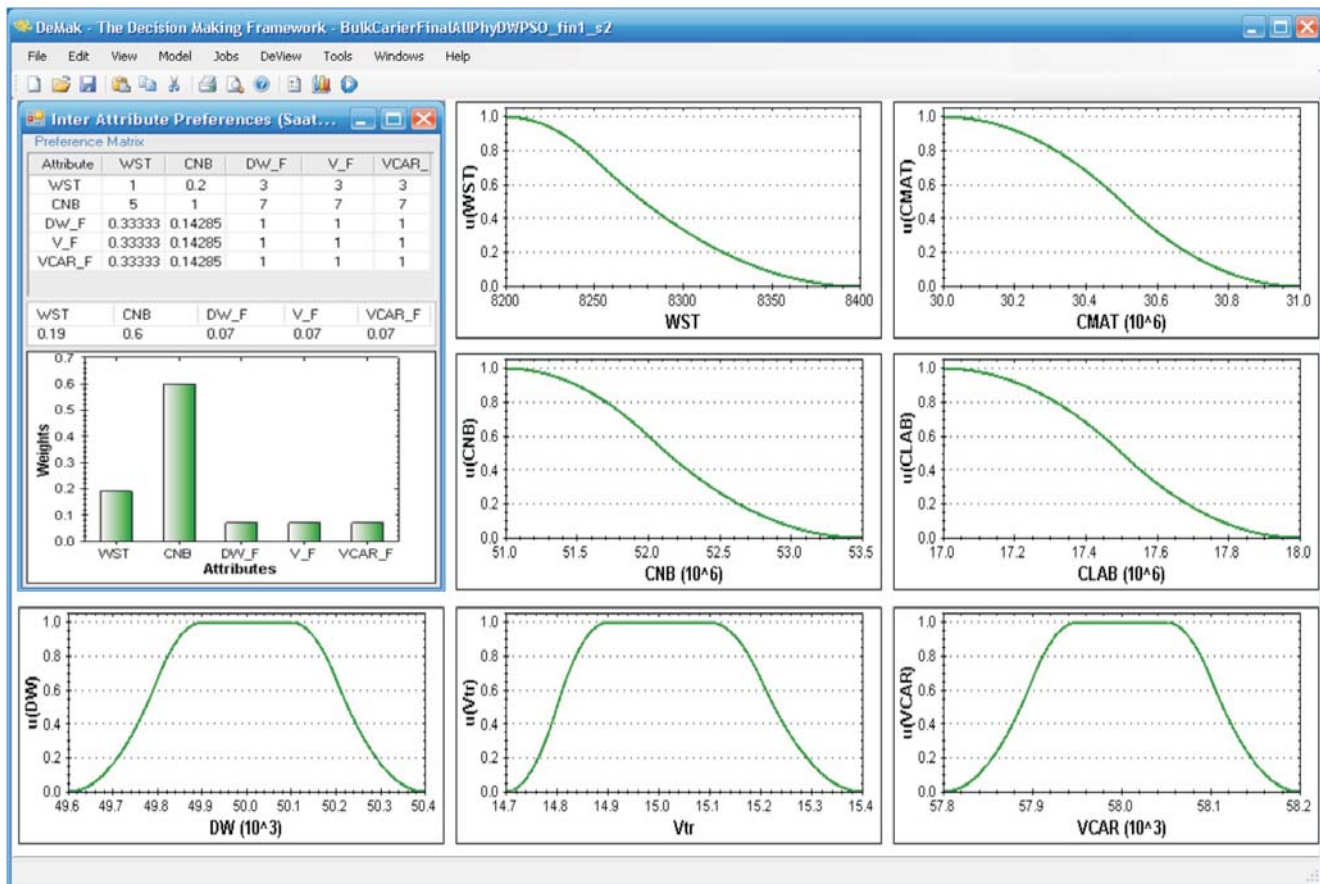 DeMak - The Decision Making Framework - BulkCarierFinalAllPhyDWPSO_fin1_s2
File Edit View Model Jobs DeView Tools Windows Help
Inter Attribute Preferences (Saat...
Preference Matrix
Attribute WST CNB DW_F V_F VCAR_
WST 1 0.2 3 3 3
CNB 5 1 7 7 7
DW_F 0.33333 0.14285 1 1 1
V_F 0.33333 0.14285 1 1 1
VCAR_F 0.33333 0.14285 1 1 1
WST CNB DW_F V_F VCAR_F
0.19 0.6 0.07 0.07 0.07
0.7
0.6
0.5
0.4
0.3
0.2
0.1
0.0
Weights
WST CNB DW_F V_F VCAR_F
Attributes
1.0
0.8
0.6
0.4
0.2
0.0
u(WST)
8200 8250 8300 8350 8400
WST
1.0
0.8
0.6
0.4
0.2
0.0
u(CMAT)
30.0 30.2 30.4 30.6 30.8 31.0
CMAT (10^6)
1.0
0.8
0.6
0.4
0.2
0.0
u(CNB)
51.0 51.5 52.0 52.5 53.0 53.5
CNB (10^6)
1.0
0.8
0.6
0.4
0.2
0.0
u(CLAB)
17.0 17.2 17.4 17.6 17.8 18.0
CLAB (10^6)
1.0
0.8
0.6
0.4
0.2
0.0
u(DW)
49.6 49.7 49.8 49.9 50.0 50.1 50.2 50.3 50.4
DW (10^3)
1.0
0.8
0.6
0.4
0.2
0.0
u(Vtr)
14.7 14.8 14.9 15.0 15.1 15.2 15.3 15.4
Vtr
1.0
0.8
0.6
0.4
0.2
0.0
u(VCAR)
57.8 57.9 58.0 58.1 58.2
VCAR (10^3)